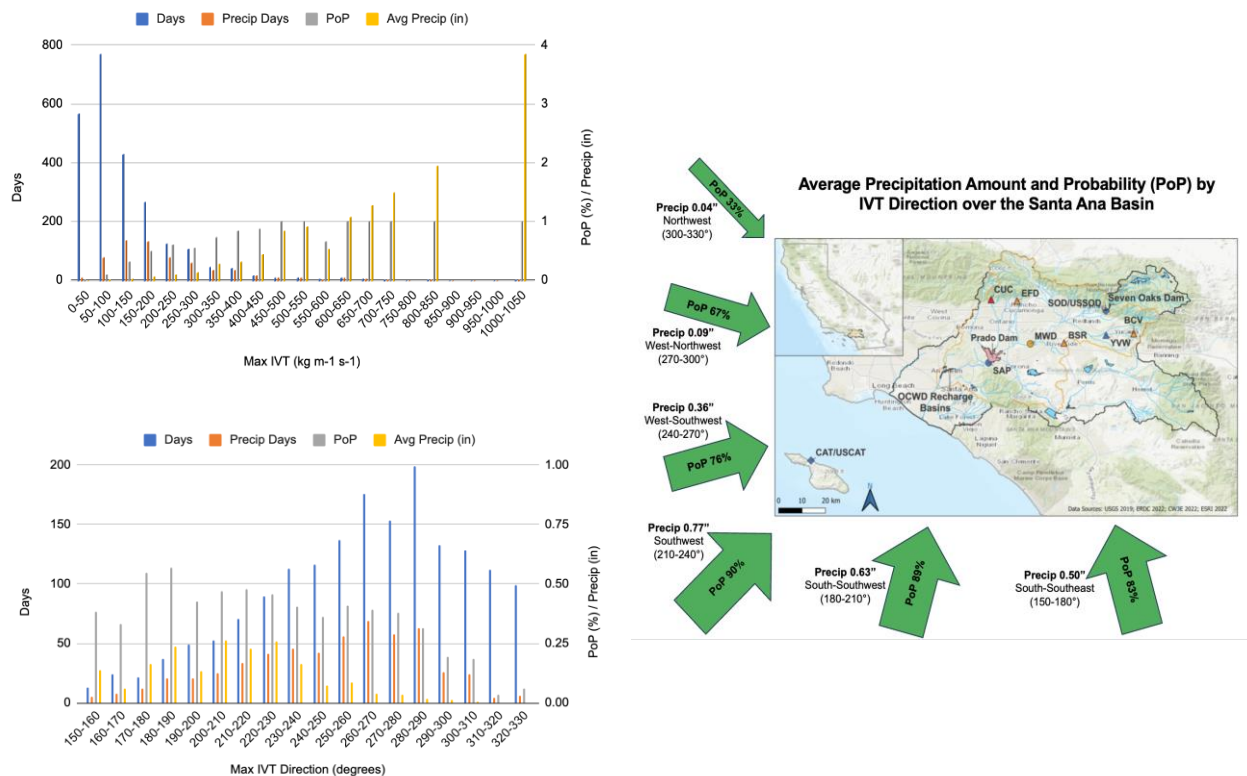 Days Precip Days PoP Avg Precip (in)
800
600
400
200
0
4
3
2
1
0
Days
PoP (%) / Precip (in)
0-50
50-100
100-150
150-200
200-250
250-300
300-350
350-400
400-450
450-500
500-550
550-600
600-650
650-700
700-750
750-800
800-850
850-900
900-950
950-1000
1000-1050
Max IVT (kg m-1 s-1)
Days Precip Days PoP Avg Precip (in)
200
150
100
50
0
1.00
0.75
0.50
0.25
0.00
Days
PoP (%) / Precip (in)
150-160
160-170
170-180
180-190
190-200
200-210
210-220
220-230
230-240
240-250
250-260
260-270
270-280
280-290
290-300
300-310
310-320
320-330
Max IVT Direction (degrees)
Average Precipitation Amount and Probability (PoP) by
IVT Direction over the Santa Ana Basin
PoP 33%
Precip 0.04"
Northwest
(300-330°)
PoP 67%
Precip 0.09"
West-Northwest
(270-300°)
Precip 0.36"
West-Southwest
(240-270°)
PoP 76%
Precip 0.77"
Southwest
(210-240°)
PoP 90%
Precip 0.63"
South-Southwest
(180-210°)
PoP 89%
Precip 0.50"
South-Southeast
(150-180°)
PoP 83%
CUC
EFD
SOD/USSOD
Seven Oaks Dam
BCV
Prado Dam
MWD
BSR
YVW
SAP
OCWD Recharge
Basins
CAT/USCAT
Long Beach
Huntington
Beach
Redondo
Beach
Santa Ana
Laguna
Niguel
Murrieta
N
0 10 20 km
Data Sources: USGS 2019; ERDC 2022; CW3E 2022; ESRI 2022